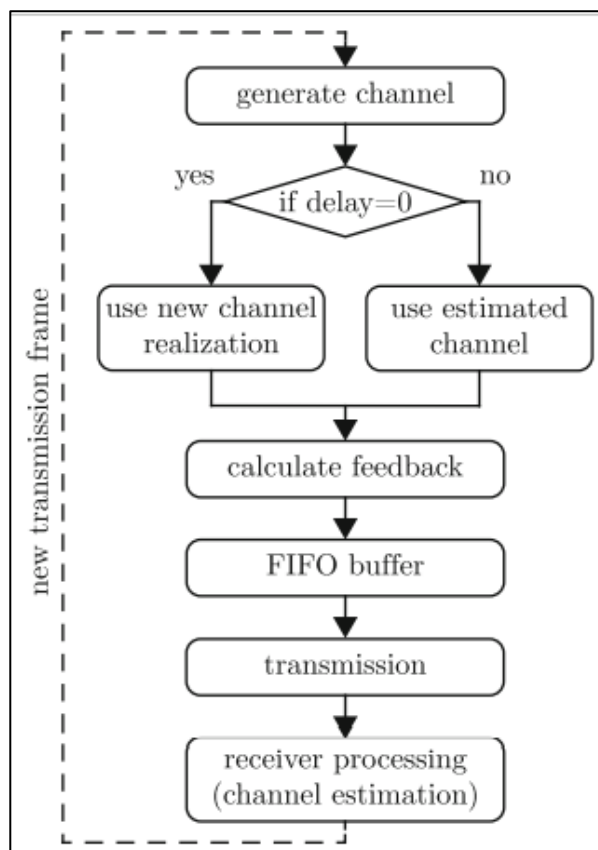 generate channel
yes
no
if delay=0
use new channel
realization
use estimated
channel
calculate feedback
FIFO buffer
transmission
receiver processing
(channel estimation)
new transmission frame